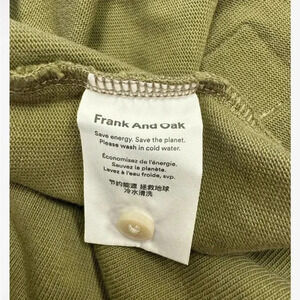 Frank And Oak
Save energy. Save the planet.
Please wash in cold water.
Économisez de l'énergie.
Sauvez la planète.
Lavez à l'eau froide, svp.
节约能源 拯救地球
冷水清洗